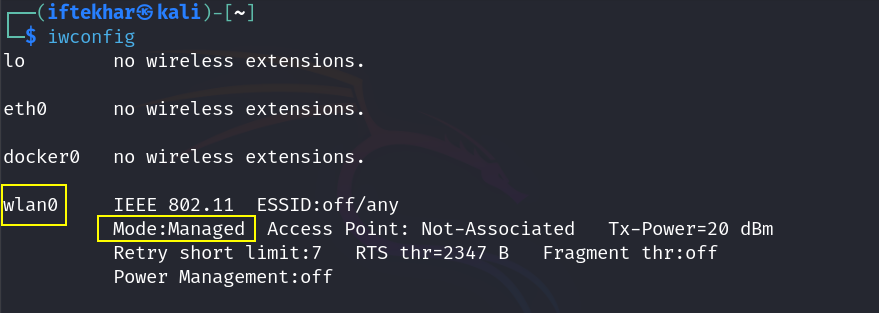 ┌──(iftekhar㉿kali)-[~]
└─$ iwconfig
lo        no wireless extensions.
eth0      no wireless extensions.
docker0   no wireless extensions.
wlan0     IEEE 802.11  ESSID:off/any
          Mode:Managed  Access Point: Not-Associated   Tx-Power=20 dBm
          Retry short limit:7   RTS thr=2347 B   Fragment thr:off
          Power Management:off